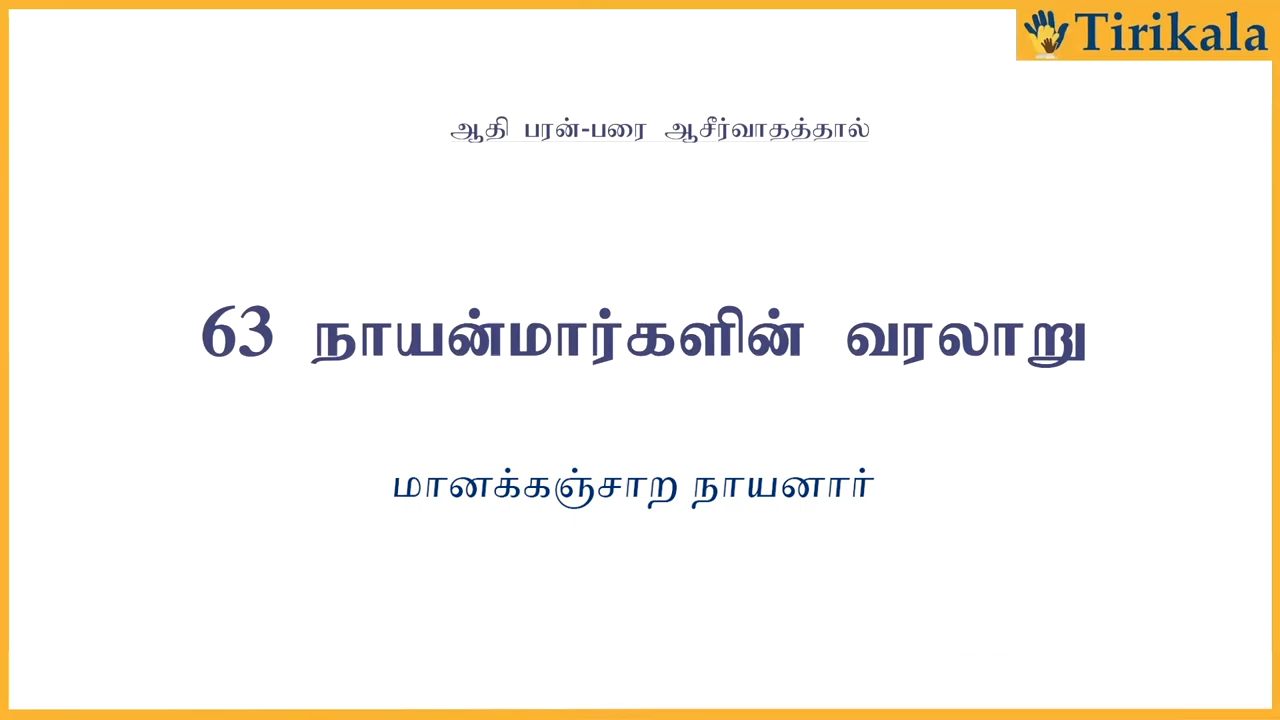 Tirikala
ஆதி பரன்-பரை ஆசீர்வாதத்தால்
63 நாயன்மார்களின் வரலாறு
மானக்கஞ்சாற நாயனார்